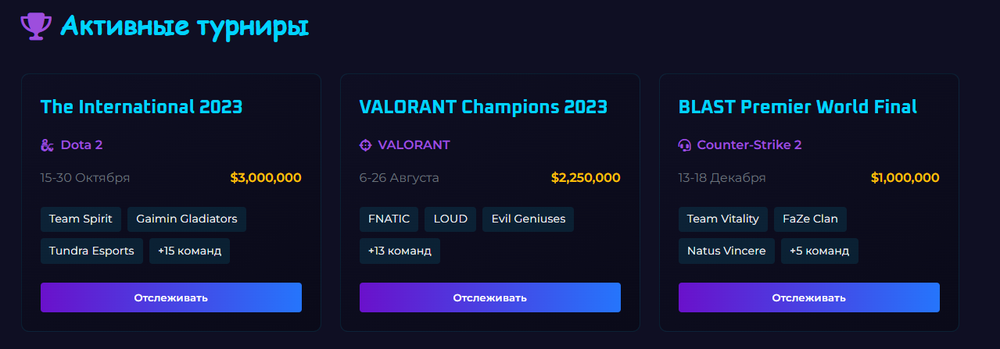 Активные турниры
The International 2023
Dota 2
15-30 Октября
$3,000,000
Team Spirit
Gaimin Gladiators
Tundra Esports
+15 команд
Отслеживать
VALORANT Champions 2023
VALORANT
6-26 Августа
$2,250,000
FNATIC
LOUD
Evil Geniuses
+13 команд
Отслеживать
BLAST Premier World Final
Counter-Strike 2
13-18 Декабря
$1,000,000
Team Vitality
FaZe Clan
Natus Vincere
+5 команд
Отслеживать